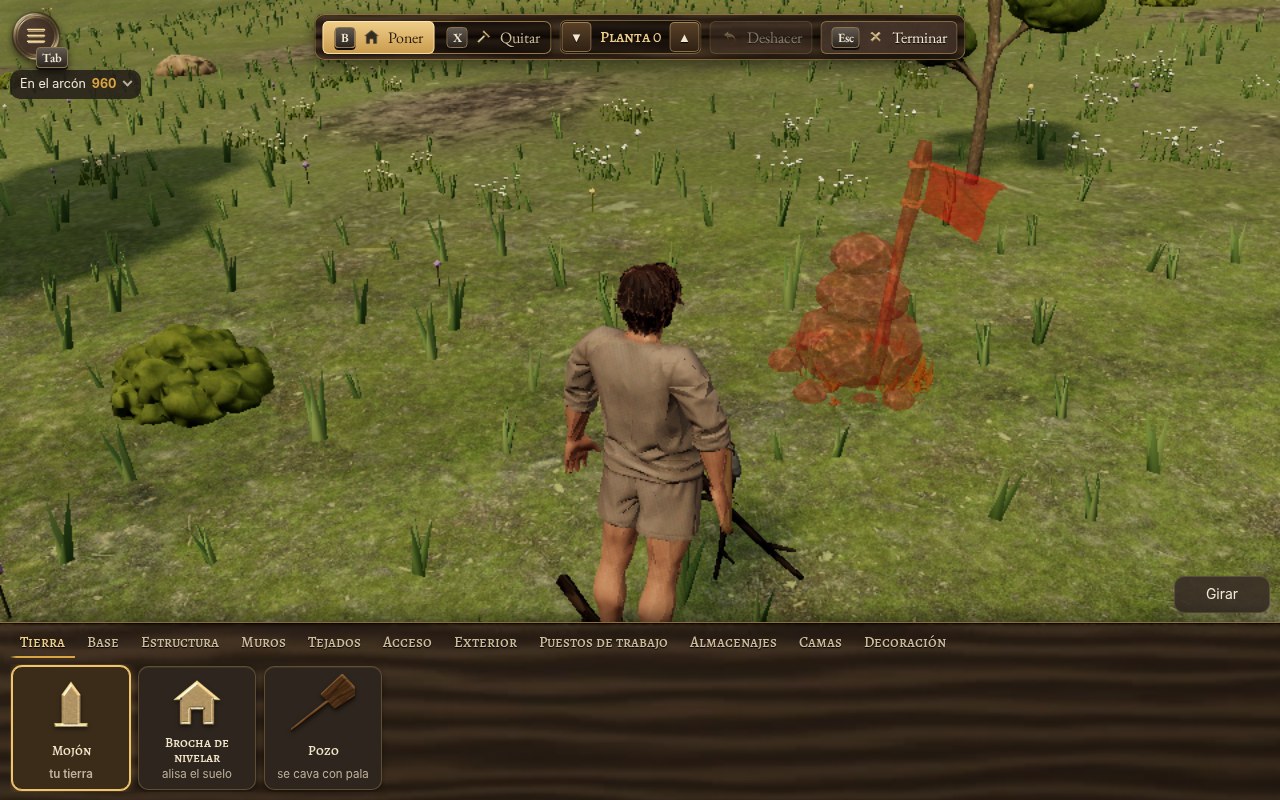 B Poner X Quitar ▼ Planta 0 ▲ Deshacer Esc ✕ Terminar
Tab
En el arcón 960
Girar
Tierra Base Estructura Muros Tejados Acceso Exterior Puestos de trabajo Almacenajes Camas Decoración
Mojón
tu tierra
Brocha de
nivelar
alisa el suelo
Pozo
se cava con pala